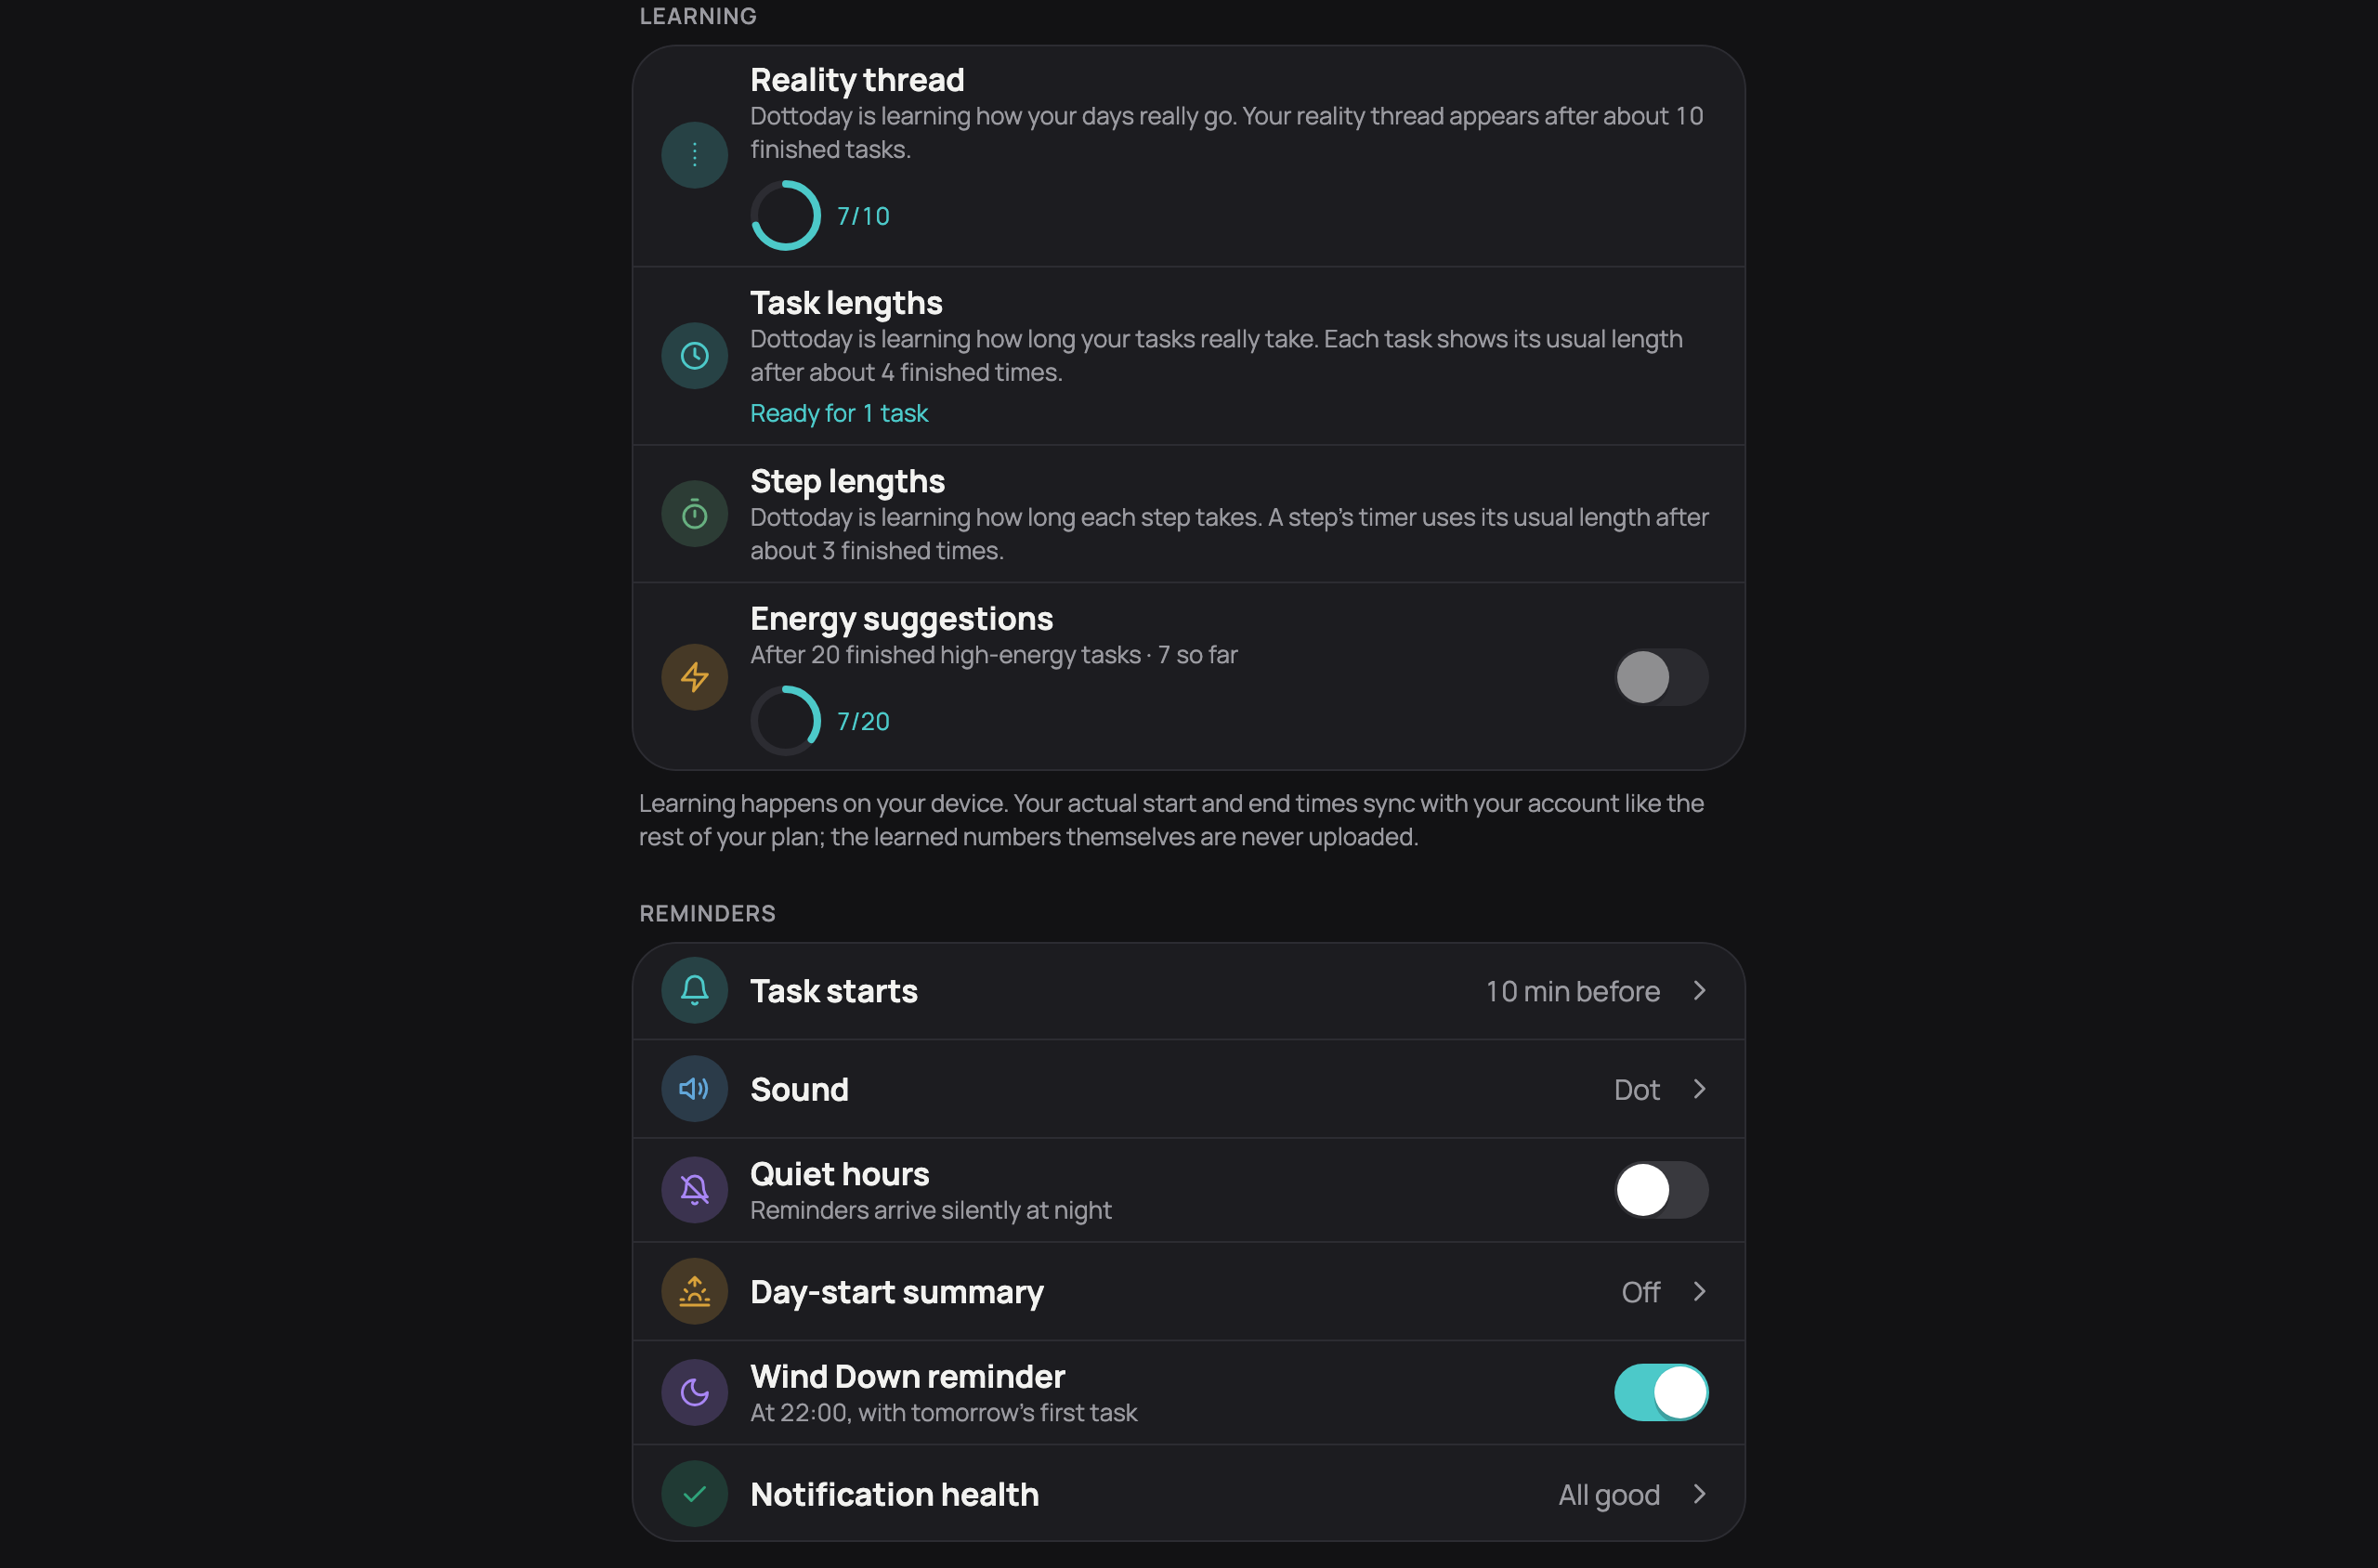 LEARNING
Reality thread
Dottoday is learning how your days really go. Your reality thread appears after about 10
finished tasks.
7/10
Task lengths
Dottoday is learning how long your tasks really take. Each task shows its usual length
after about 4 finished times.
Ready for 1 task
Step lengths
Dottoday is learning how long each step takes. A step’s timer uses its usual length after
about 3 finished times.
Energy suggestions
After 20 finished high-energy tasks · 7 so far
7/20
Learning happens on your device. Your actual start and end times sync with your account like the
rest of your plan; the learned numbers themselves are never uploaded.
REMINDERS
Task starts 10 min before
Sound Dot
Quiet hours
Reminders arrive silently at night
Day-start summary Off
Wind Down reminder
At 22:00, with tomorrow’s first task
Notification health All good